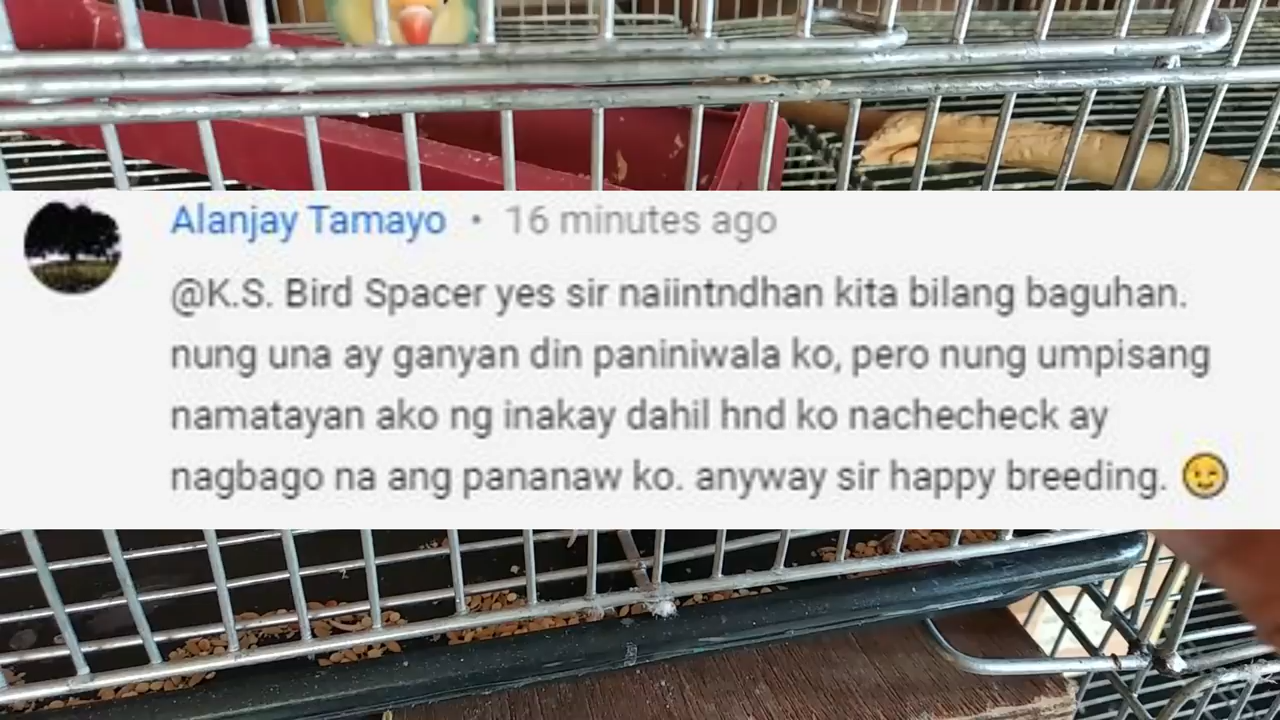 Alanjay Tamayo • 16 minutes ago
@K.S. Bird Spacer yes sir naiintndhan kita bilang baguhan.
nung una ay ganyan din paniniwala ko, pero nung umpisang
namatayan ako ng inakay dahil hnd ko nachecheck ay
nagbago na ang pananaw ko. anyway sir happy breeding. 😉